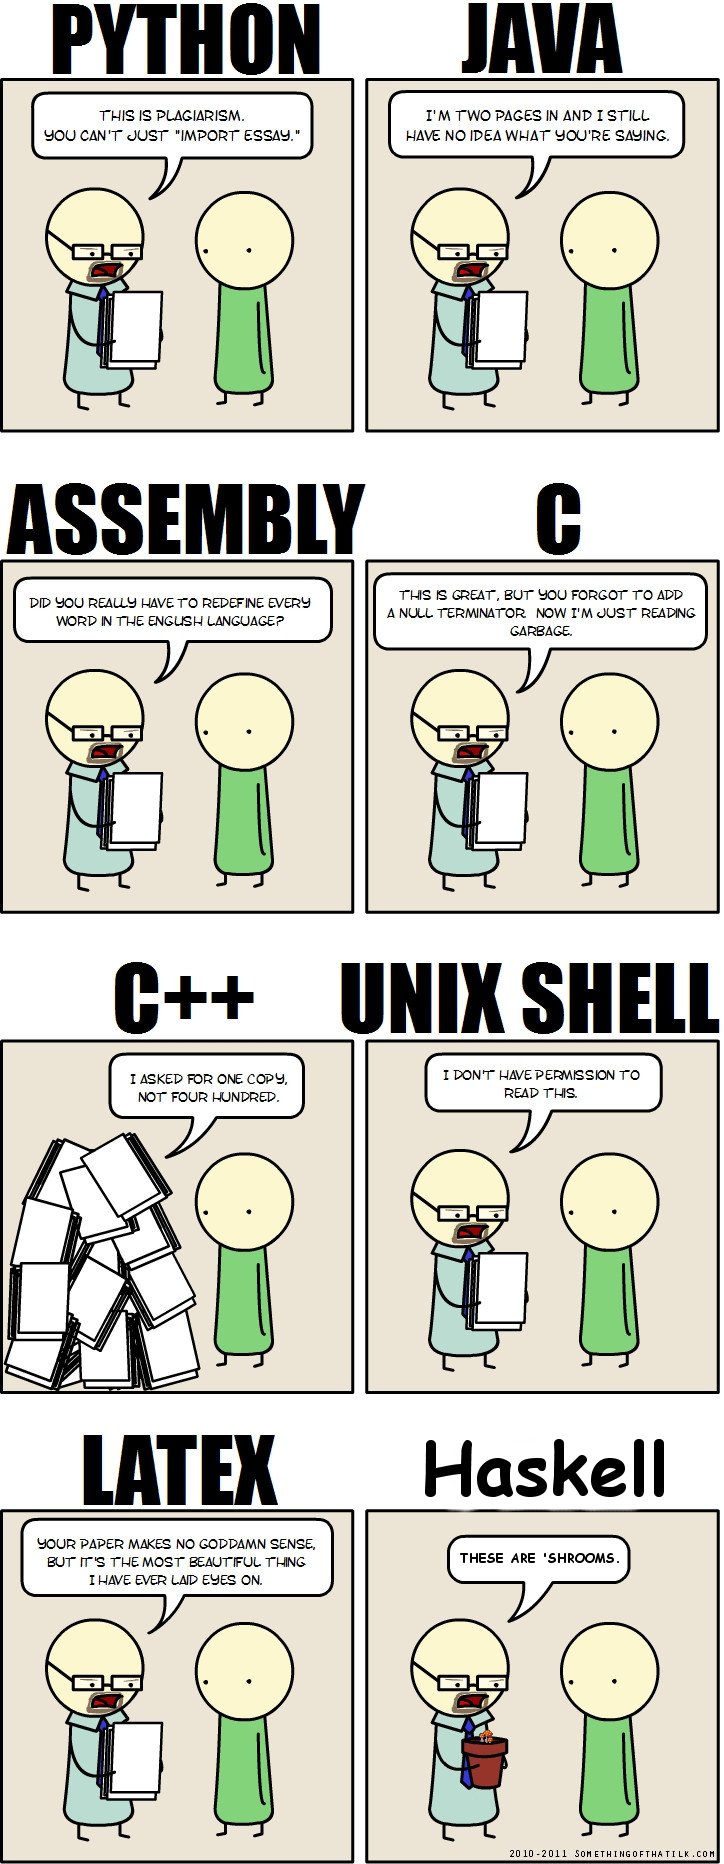 PYTHON
THIS IS PLAGIARISM.
YOU CAN'T JUST "IMPORT ESSAY."
JAVA
I'M TWO PAGES IN AND I STILL
HAVE NO IDEA WHAT YOU'RE SAYING.
ASSEMBLY
DID YOU REALLY HAVE TO REDEFINE EVERY
WORD IN THE ENGLISH LANGUAGE?
C
THIS IS GREAT, BUT YOU FORGOT TO ADD
A NULL TERMINATOR. NOW I'M JUST READING
GARBAGE.
C++
I ASKED FOR ONE COPY,
NOT FOUR HUNDRED.
UNIX SHELL
I DON'T HAVE PERMISSION TO
READ THIS.
LATEX
YOUR PAPER MAKES NO GODDAMN SENSE,
BUT IT'S THE MOST BEAUTIFUL THING
I HAVE EVER LAID EYES ON.
Haskell
THESE ARE 'SHROOMS.
2010-2011 SOMETHINGOFTHATILK.COM